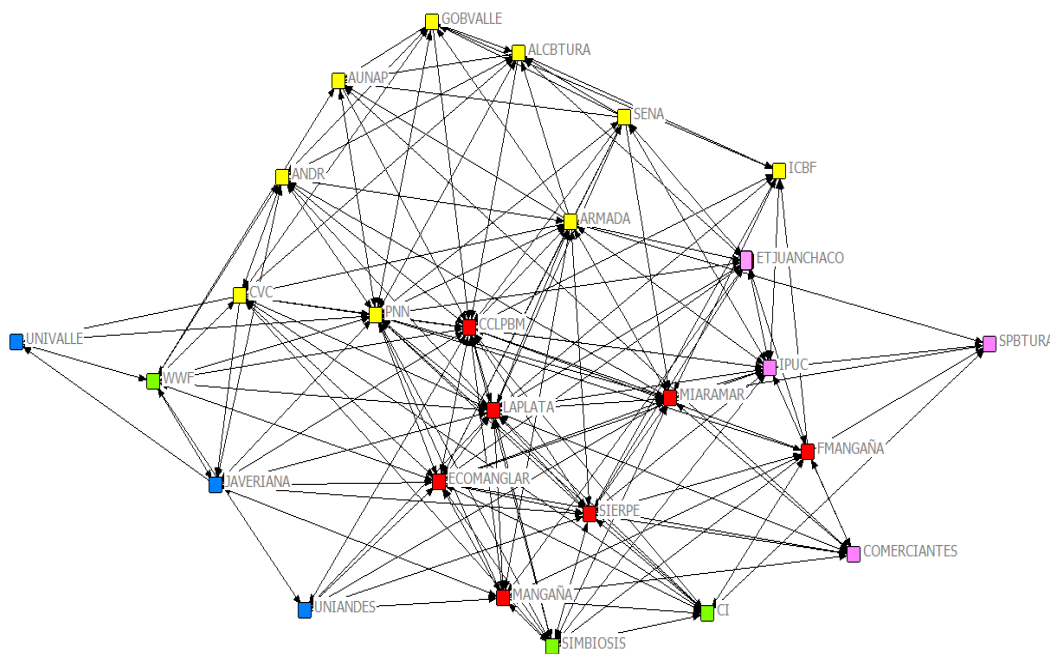 GOBVALLE
ALCBTURA
AUNAP
SENA
ICBF
ANDR
ARMADA
ETJUANCHACO
CVC
PNN
CCLPBM
UNIVALLE
SPBTURA
IPUC
WWF
MIARAMAR
LAPLATA
FMANGAÑA
ECOMANGLAR
JAVERIANA
SIERPE
COMERCIANTES
MANGAÑA
UNIANDES
CI
SIMBIOSIS